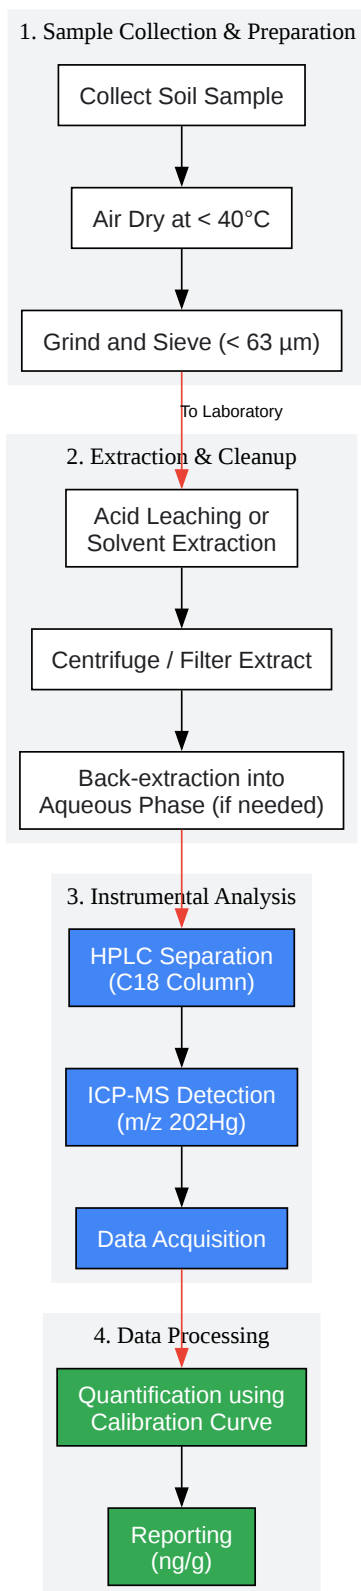 1. Sample Collection & Preparation
Collect Soil Sample
Air Dry at < 40°C
Grind and Sieve (< 63 µm)
To Laboratory
2. Extraction & Cleanup
Acid Leaching or
Solvent Extraction
Centrifuge / Filter Extract
Back-extraction into
Aqueous Phase (if needed)
3. Instrumental Analysis
HPLC Separation
(C18 Column)
ICP-MS Detection
(m/z 202Hg)
Data Acquisition
4. Data Processing
Quantification using
Calibration Curve
Reporting
(ng/g)